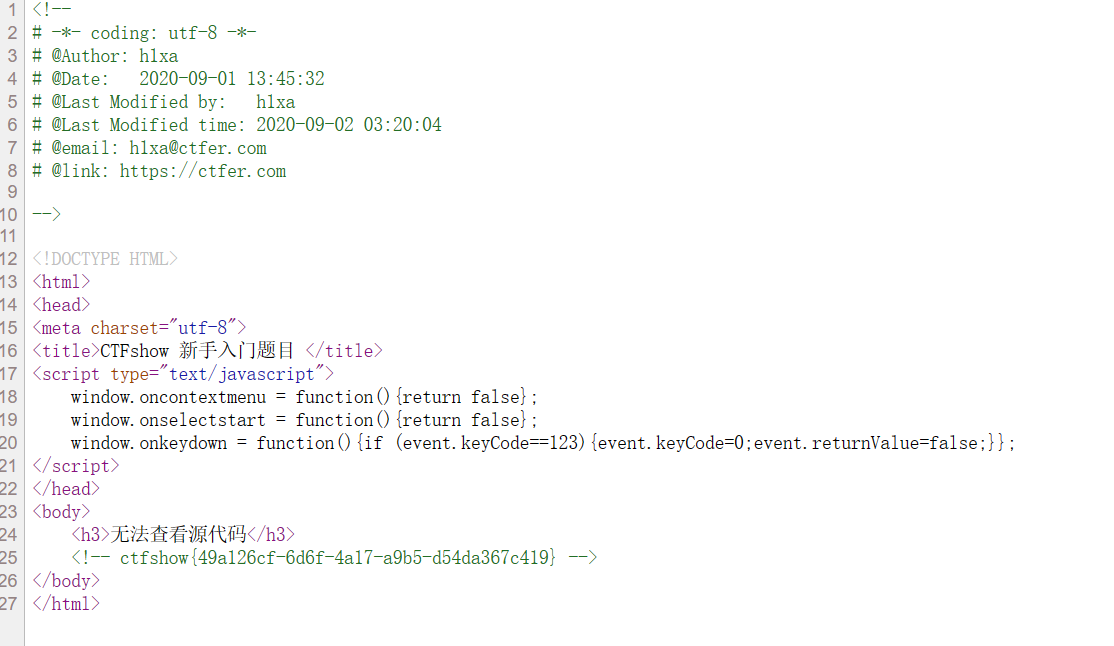 1 <!--
2 # -*- coding: utf-8 -*-
3 # @Author: hlxa
4 # @Date:   2020-09-01 13:45:32
5 # @Last Modified by:   hlxa
6 # @Last Modified time: 2020-09-02 03:20:04
7 # @email: hlxa@ctfer.com
8 # @link: https://ctfer.com
9
10 -->
11
12 <!DOCTYPE HTML>
13 <html>
14 <head>
15 <meta charset="utf-8">
16 <title>CTFshow 新手入门题目 </title>
17 <script type="text/javascript">
18     window.oncontextmenu = function(){return false};
19     window.onselectstart = function(){return false};
20     window.onkeydown = function(){if (event.keyCode==123){event.keyCode=0;event.returnValue=false;}};
21 </script>
22 </head>
23 <body>
24     <h3>无法查看源代码</h3>
25     <!-- ctfshow{49a126cf-6d6f-4a17-a9b5-d54da367c419} -->
26 </body>
27 </html>